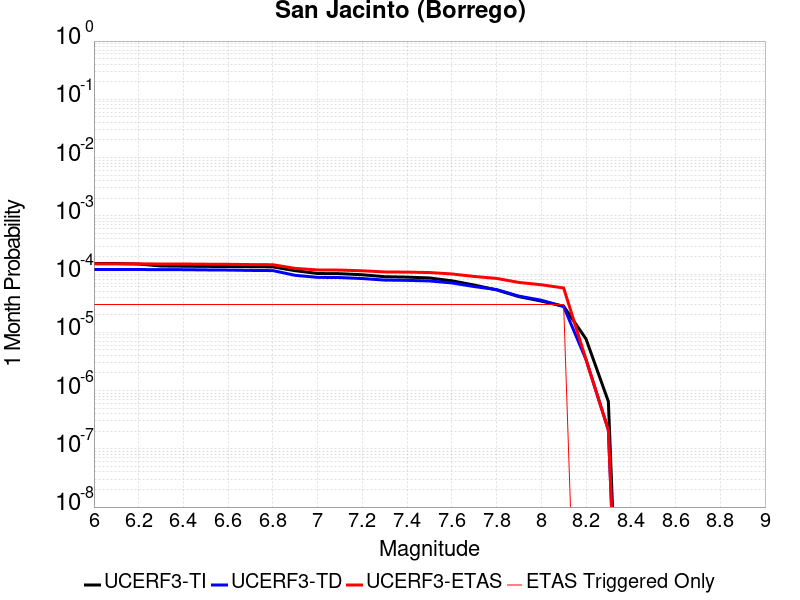 San Jacinto (Borrego)
10 0
10 -1
10 -2
10 -3
10 -4
10 -5
10 -6
10 -7
10 -8
1 Month Probability
6 6.2 6.4 6.6 6.8 7 7.2 7.4 7.6 7.8 8 8.2 8.4 8.6 8.8 9
Magnitude
UCERF3-TI UCERF3-TD UCERF3-ETAS ETAS Triggered Only